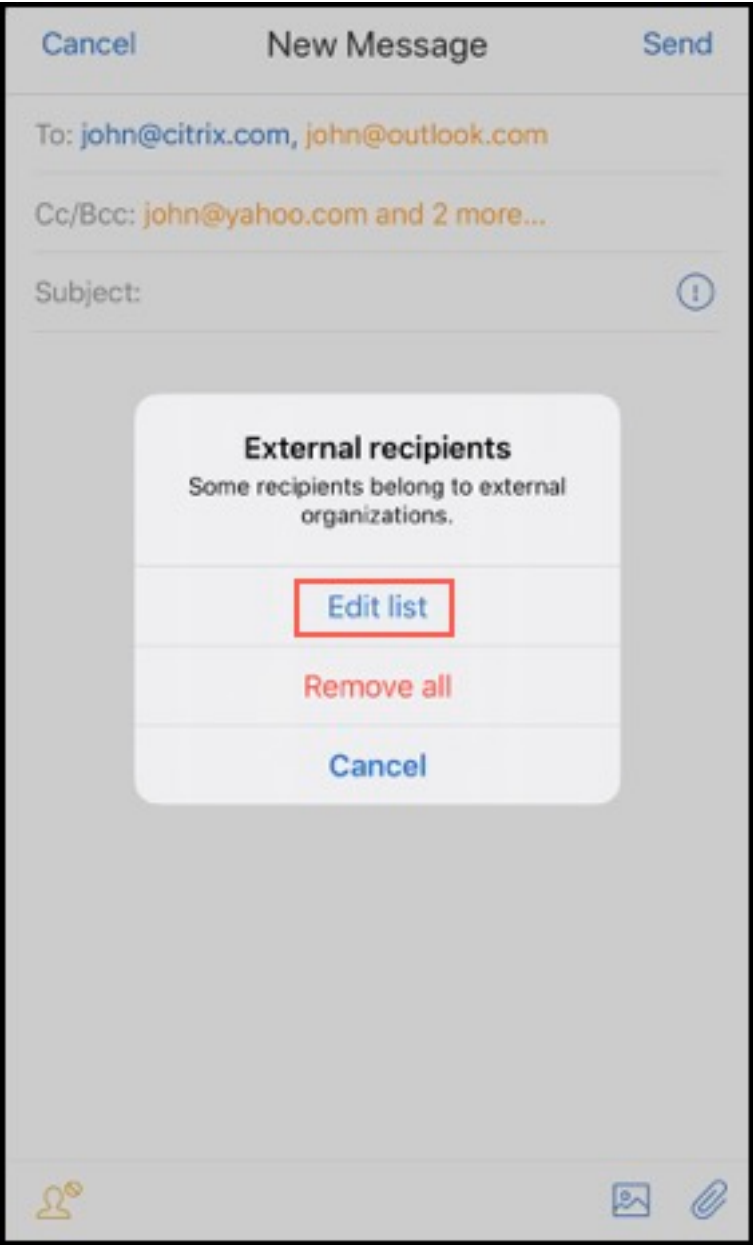 Cancel New Message Send
To: john@citrix.com, john@outlook.com
Cc/Bcc: john@yahoo.com and 2 more...
Subject:
External recipients
Some recipients belong to external
organizations.
Edit list
Remove all
Cancel